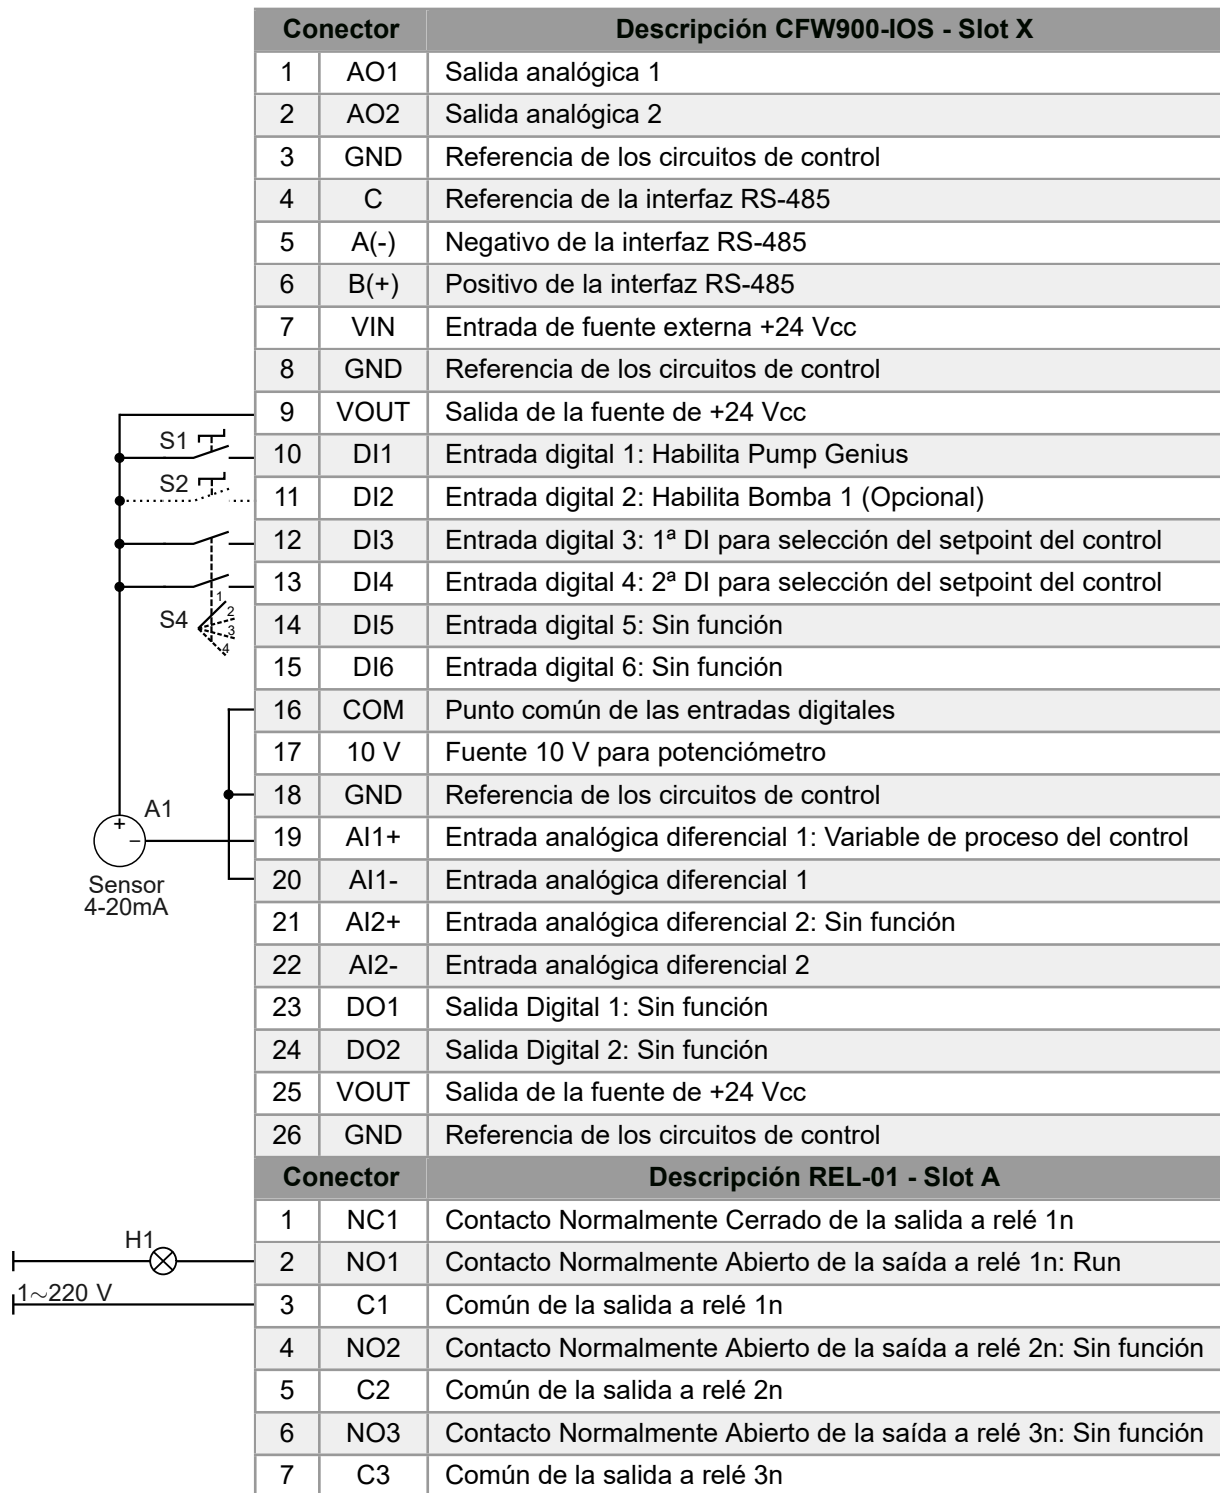 Conector Descripción CFW900-IOS - Slot X
1 AO1 Salida analógica 1
2 AO2 Salida analógica 2
3 GND Referencia de los circuitos de control
4 C Referencia de la interfaz RS-485
5 A(-) Negativo de la interfaz RS-485
6 B(+) Positivo de la interfaz RS-485
7 VIN Entrada de fuente externa +24 Vcc
8 GND Referencia de los circuitos de control
9 VOUT Salida de la fuente de +24 Vcc
S1 10 DI1 Entrada digital 1: Habilita Pump Genius
S2 11 DI2 Entrada digital 2: Habilita Bomba 1 (Opcional)
12 DI3 Entrada digital 3: 1ª DI para selección del setpoint del control
13 DI4 Entrada digital 4: 2ª DI para selección del setpoint del control
S4 1 2 3 4 14 DI5 Entrada digital 5: Sin función
15 DI6 Entrada digital 6: Sin función
16 COM Punto común de las entradas digitales
17 10 V Fuente 10 V para potenciómetro
18 GND Referencia de los circuitos de control
A1 + − 19 AI1+ Entrada analógica diferencial 1: Variable de proceso del control
Sensor 20 AI1- Entrada analógica diferencial 1
4-20mA
21 AI2+ Entrada analógica diferencial 2: Sin función
22 AI2- Entrada analógica diferencial 2
23 DO1 Salida Digital 1: Sin función
24 DO2 Salida Digital 2: Sin función
25 VOUT Salida de la fuente de +24 Vcc
26 GND Referencia de los circuitos de control
Conector Descripción REL-01 - Slot A
1 NC1 Contacto Normalmente Cerrado de la salida a relé 1n
H1 2 NO1 Contacto Normalmente Abierto de la saída a relé 1n: Run
1~220 V 3 C1 Común de la salida a relé 1n
4 NO2 Contacto Normalmente Abierto de la saída a relé 2n: Sin función
5 C2 Común de la salida a relé 2n
6 NO3 Contacto Normalmente Abierto de la saída a relé 3n: Sin función
7 C3 Común de la salida a relé 3n